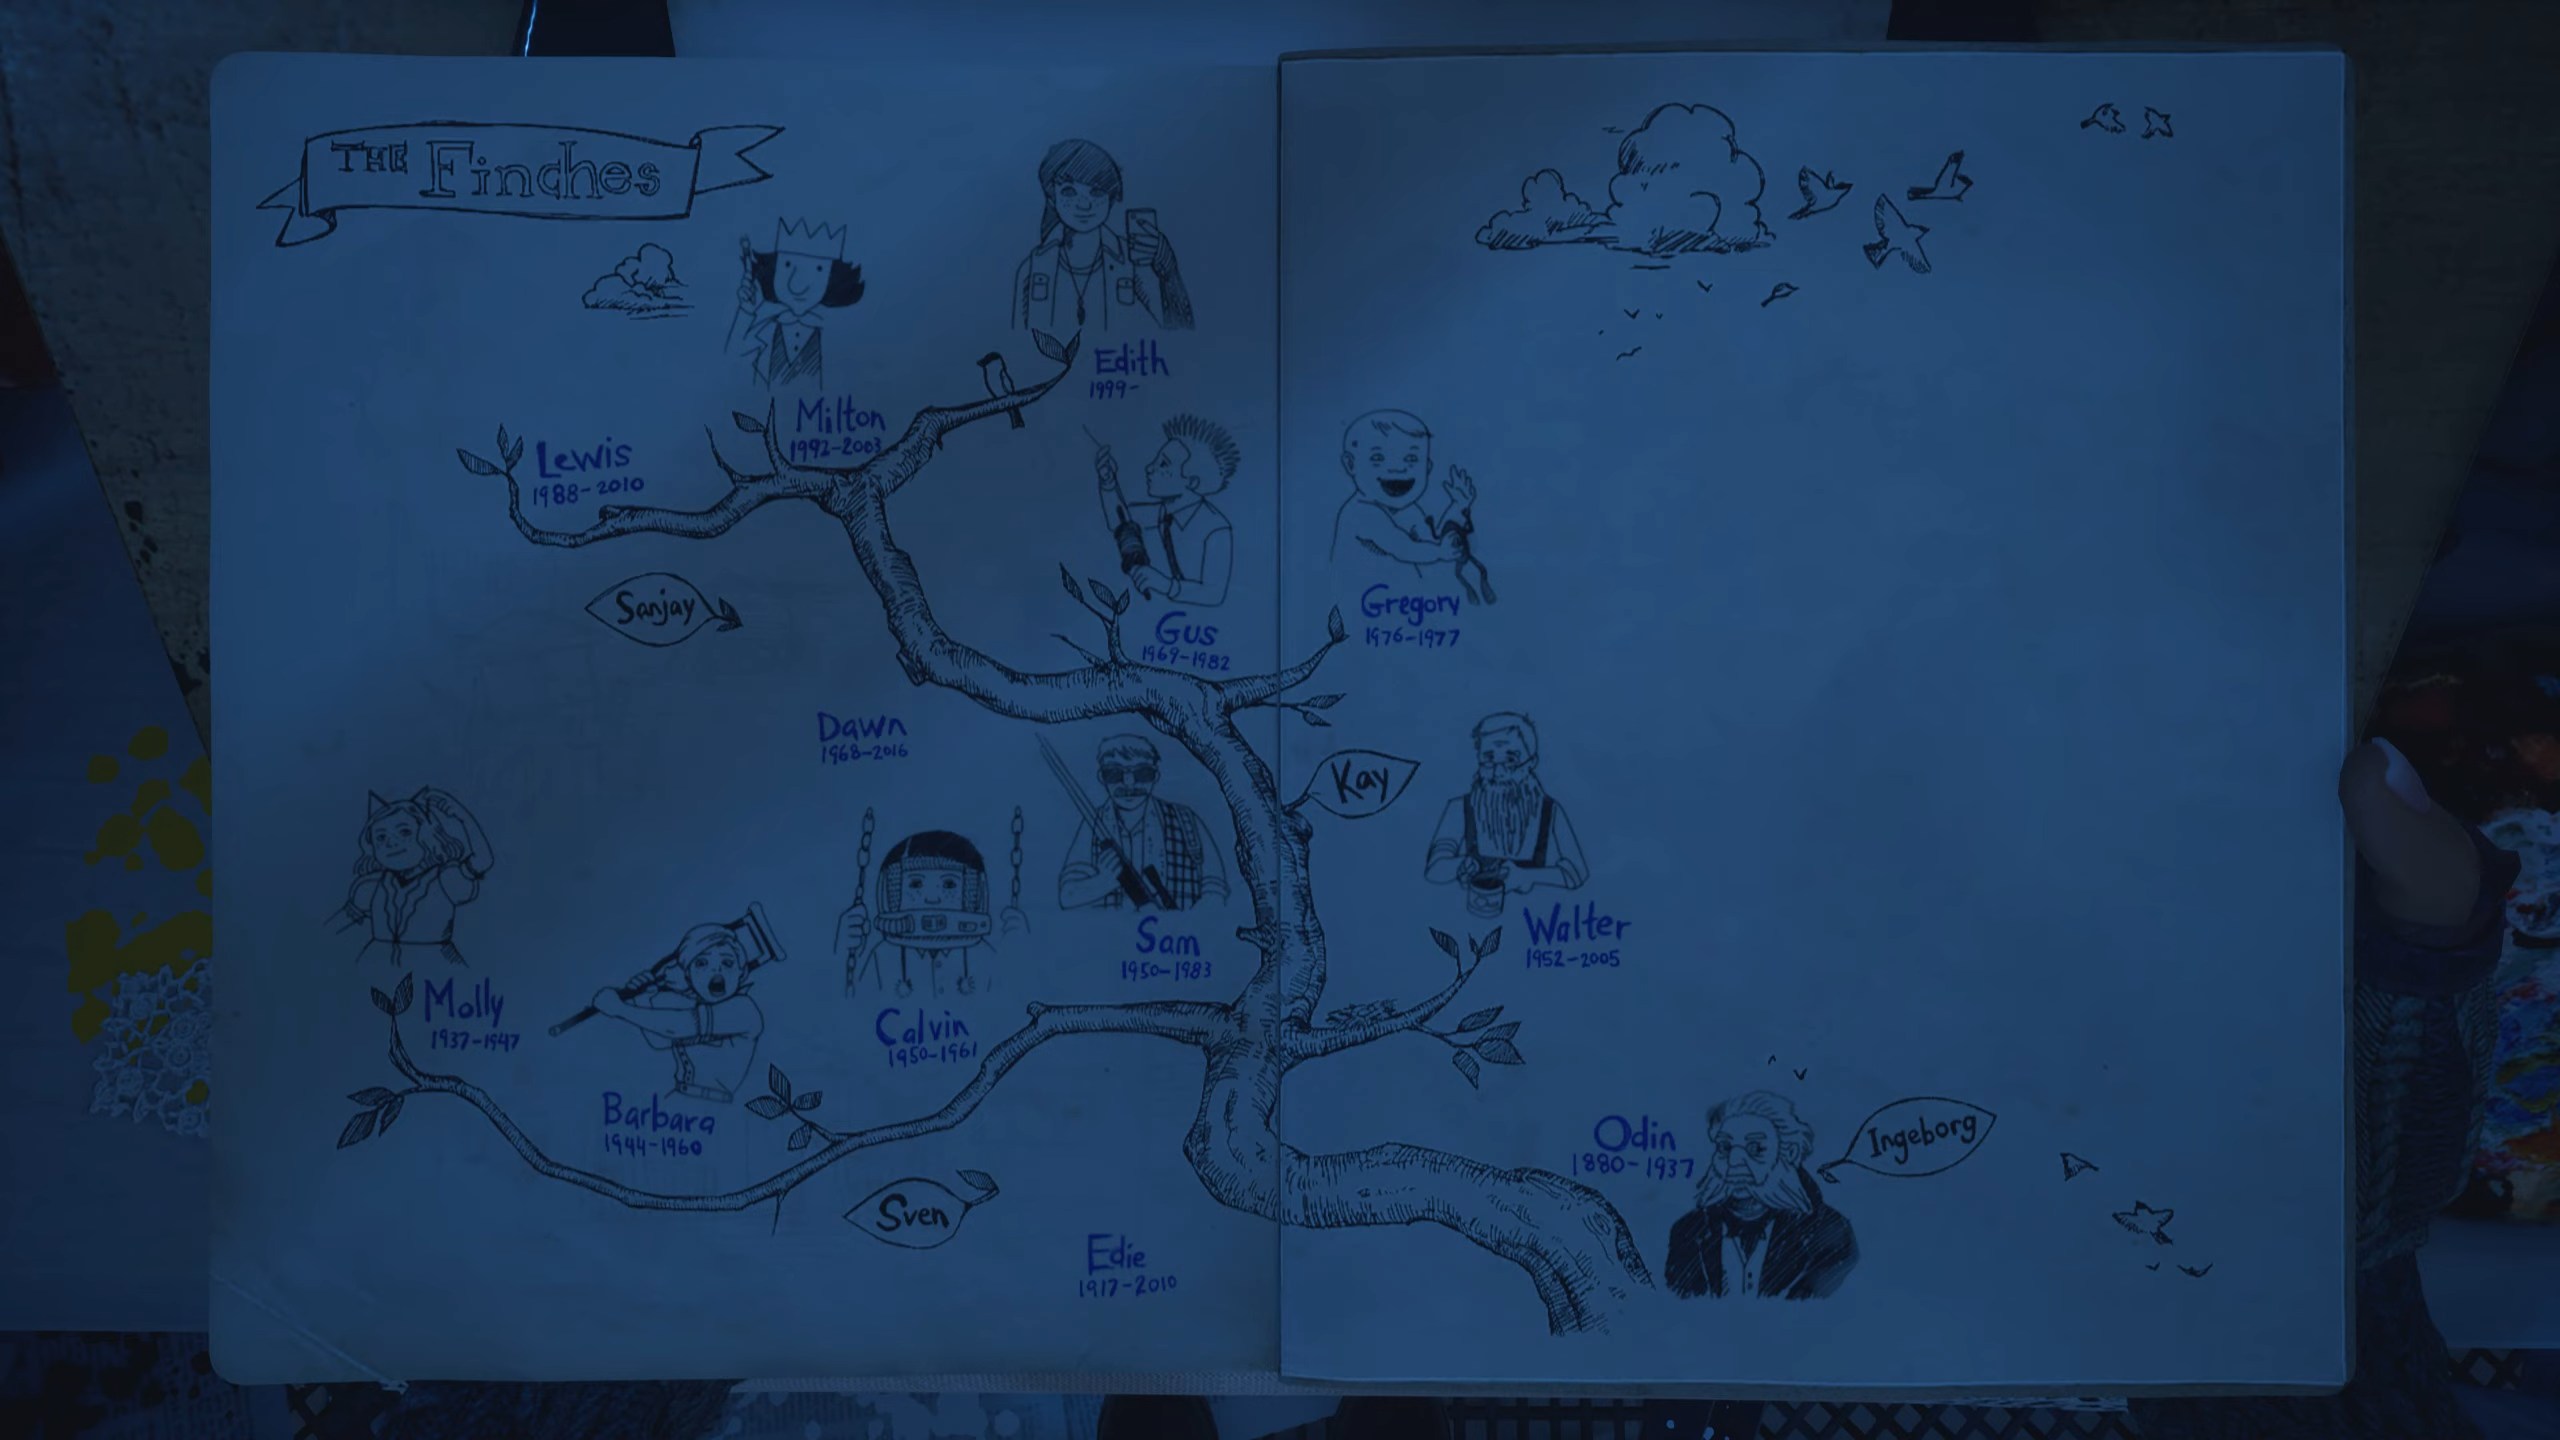 THE Finches
Edith
1999-
Milton
1992-2003
Lewis
1988-2010
Gus
1969-1982
Gregory
1976-1977
Sanjay
Dawn
1968-2016
Kay
Sam
1950-1983
Walter
1952-2005
Molly
1937-1947
Calvin
1950-1961
Barbara
1944-1960
Odin
1880-1937
Ingeborg
Sven
Edie
1917-2010